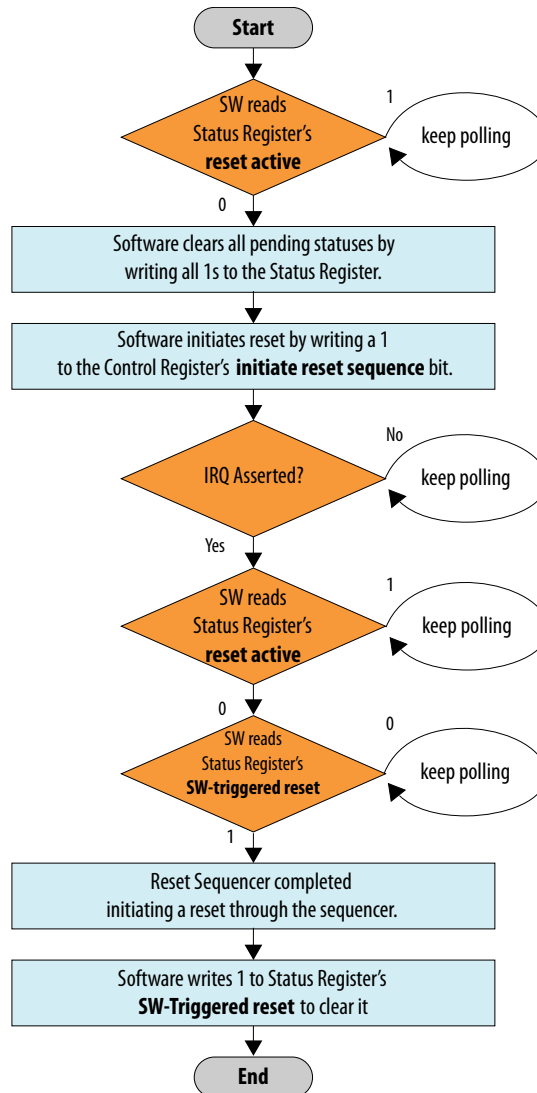 Start
SW reads
Status Register's
reset active
1
keep polling
0
Software clears all pending statuses by
writing all 1s to the Status Register.
Software initiates reset by writing a 1
to the Control Register's initiate reset sequence bit.
IRQ Asserted?
No
keep polling
Yes
SW reads
Status Register's
reset active
1
keep polling
0
SW reads
Status Register's
SW-triggered reset
0
keep polling
1
Reset Sequencer completed
initiating a reset through the sequencer.
Software writes 1 to Status Register's
SW-Triggered reset to clear it
End